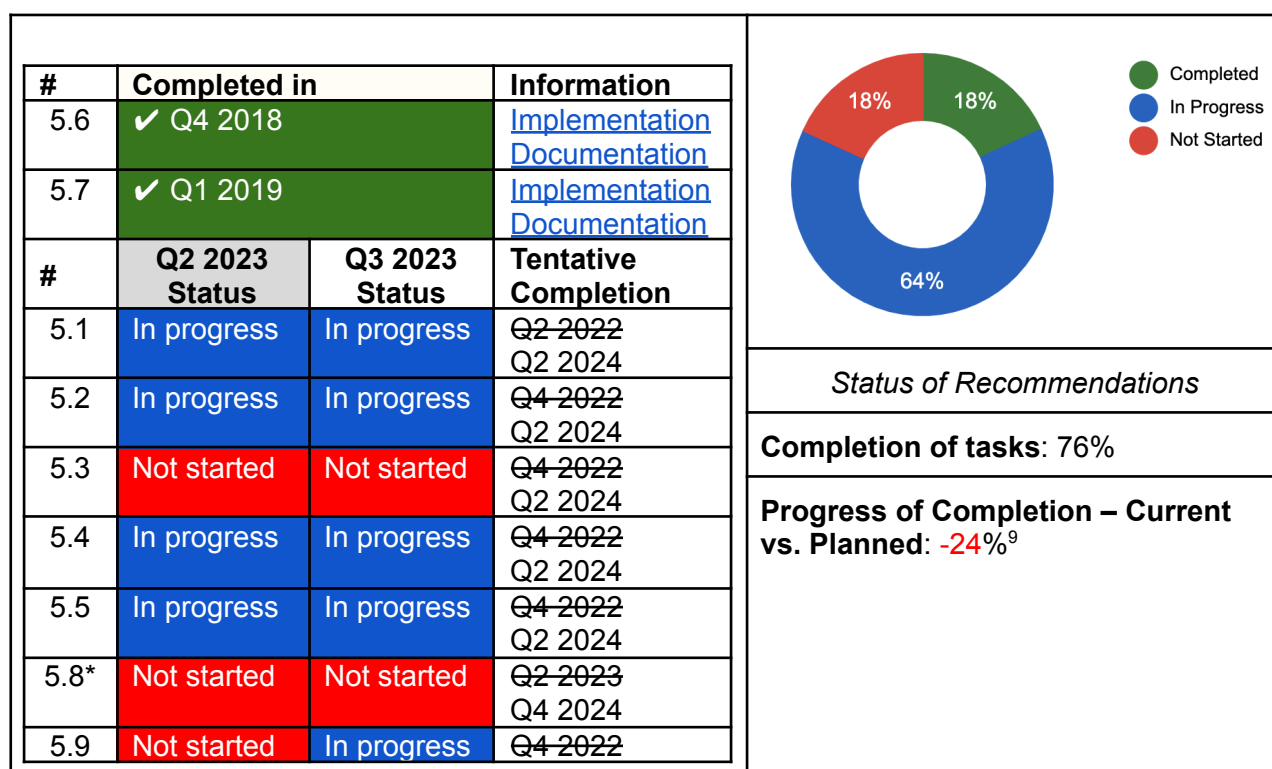 # Completed in Information
5.6 ✔ Q4 2018 Implementation
Documentation
5.7 ✔ Q1 2019 Implementation
Documentation
# Q2 2023 Status Q3 2023 Status Tentative Completion
5.1 In progress In progress Q2 2022
Q2 2024
5.2 In progress In progress Q4 2022
Q2 2024
5.3 Not started Not started Q4 2022
Q2 2024
5.4 In progress In progress Q4 2022
Q2 2024
5.5 In progress In progress Q4 2022
Q2 2024
5.8* Not started Not started Q2 2023
Q4 2024
5.9 Not started In progress Q4 2022
18% 18%
64%
Completed
In Progress
Not Started
Status of Recommendations
Completion of tasks: 76%
Progress of Completion – Current
vs. Planned: -24%⁹